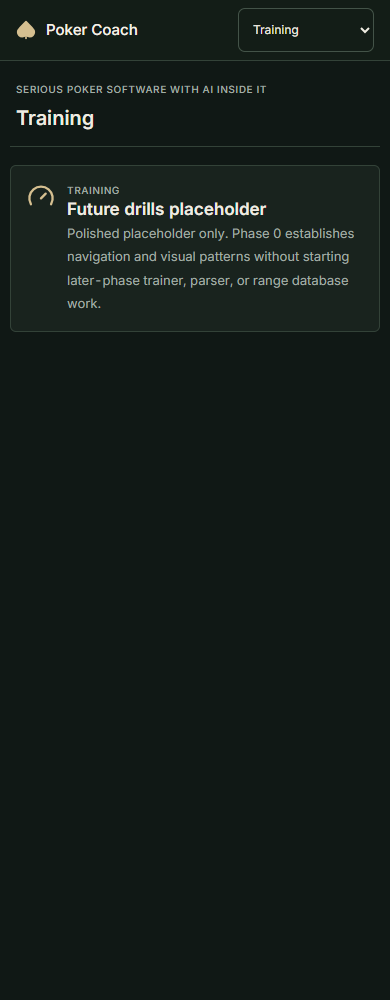 Poker Coach
Training
SERIOUS POKER SOFTWARE WITH AI INSIDE IT
Training
TRAINING
Future drills placeholder
Polished placeholder only. Phase 0 establishes
navigation and visual patterns without starting
later-phase trainer, parser, or range database
work.